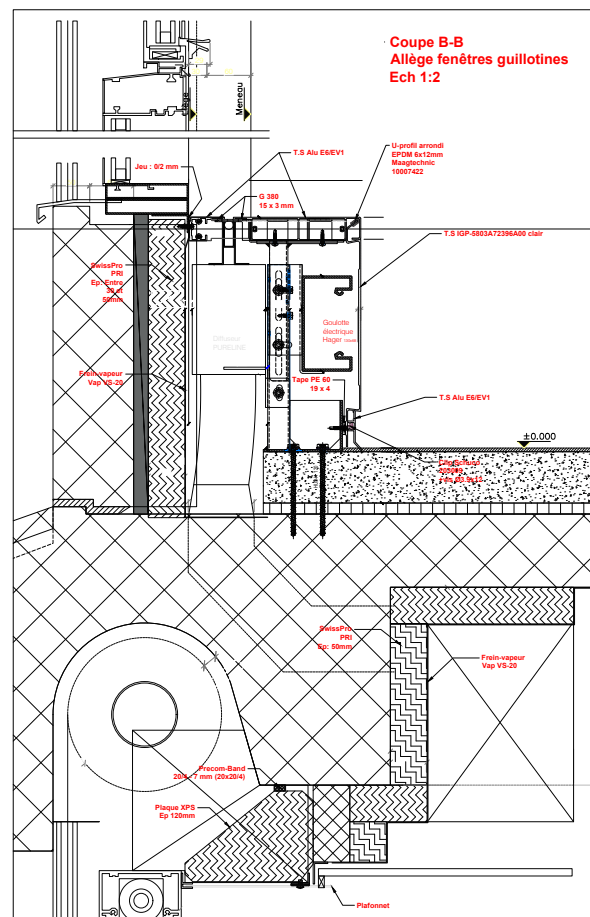 Coupe B-B
Allège fenêtres guillotines
Ech 1:2
Meneau
U-profil arrondi
EPDM 6x12mm
Maagtechnic
10007422
T.S Alu E6/EV1
Jeu : 0/2 mm
G 380
15 x 3 mm
T.S IGP-5803A72396A00 clair
SwissPro
PRI
Ep: Entre
30 et
50mm
Diffuseur
PURELINE
Goulotte
électrique
Hager
Frein-vapeur
Vap VS-20
Tape PE 60
19 x 4
T.S Alu E6/EV1
±0.000
SwissPro
PRI
Ep: 50mm
Frein-vapeur
Vap VS-20
Precom-Band
20/4 - 7 mm (20x20/4)
Plaque XPS
Ep 120mm
Plafonnet